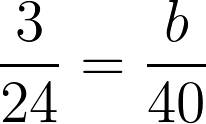 3/24 = b/40